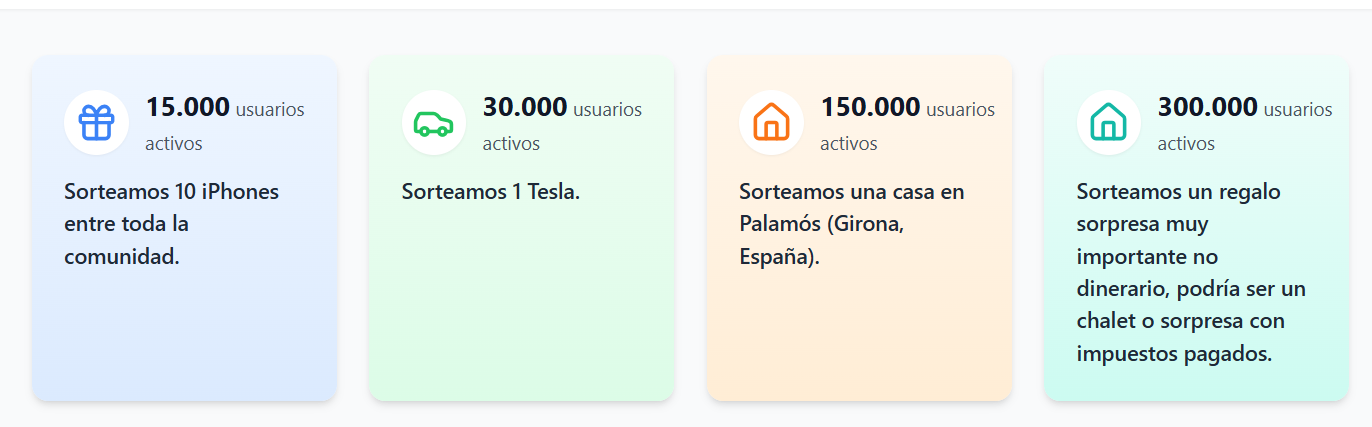 15.000 usuarios
activos
Sorteamos 10 iPhones
entre toda la
comunidad.
30.000 usuarios
activos
Sorteamos 1 Tesla.
150.000 usuarios
activos
Sorteamos una casa en
Palamós (Girona,
España).
300.000 usuarios
activos
Sorteamos un regalo
sorpresa muy
importante no
dinerario, podría ser un
chalet o sorpresa con
impuestos pagados.